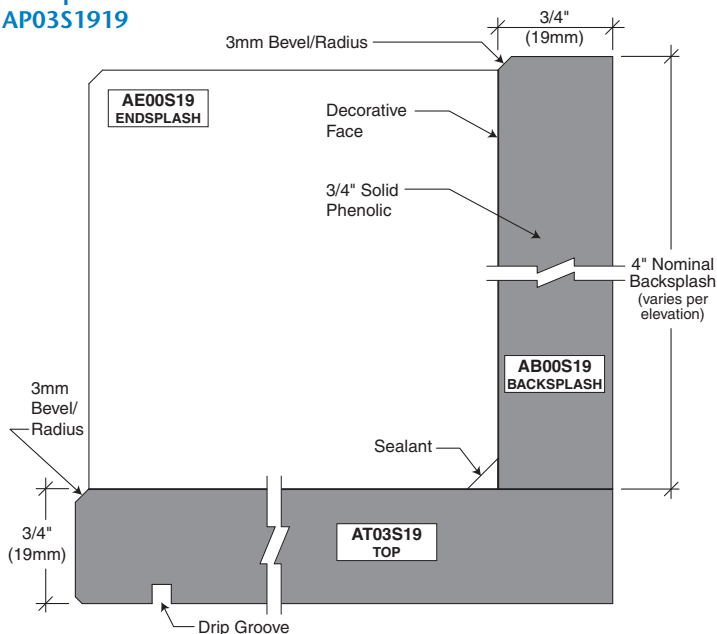 AP03S1919
3/4"
(19mm)
3mm Bevel/Radius
AE00S19
ENDSPLASH
Decorative
Face
3/4" Solid
Phenolic
4" Nominal
Backsplash
(varies per
elevation)
AB00S19
BACKSPLASH
3mm
Bevel/
Radius
Sealant
3/4"
(19mm)
AT03S19
TOP
Drip Groove